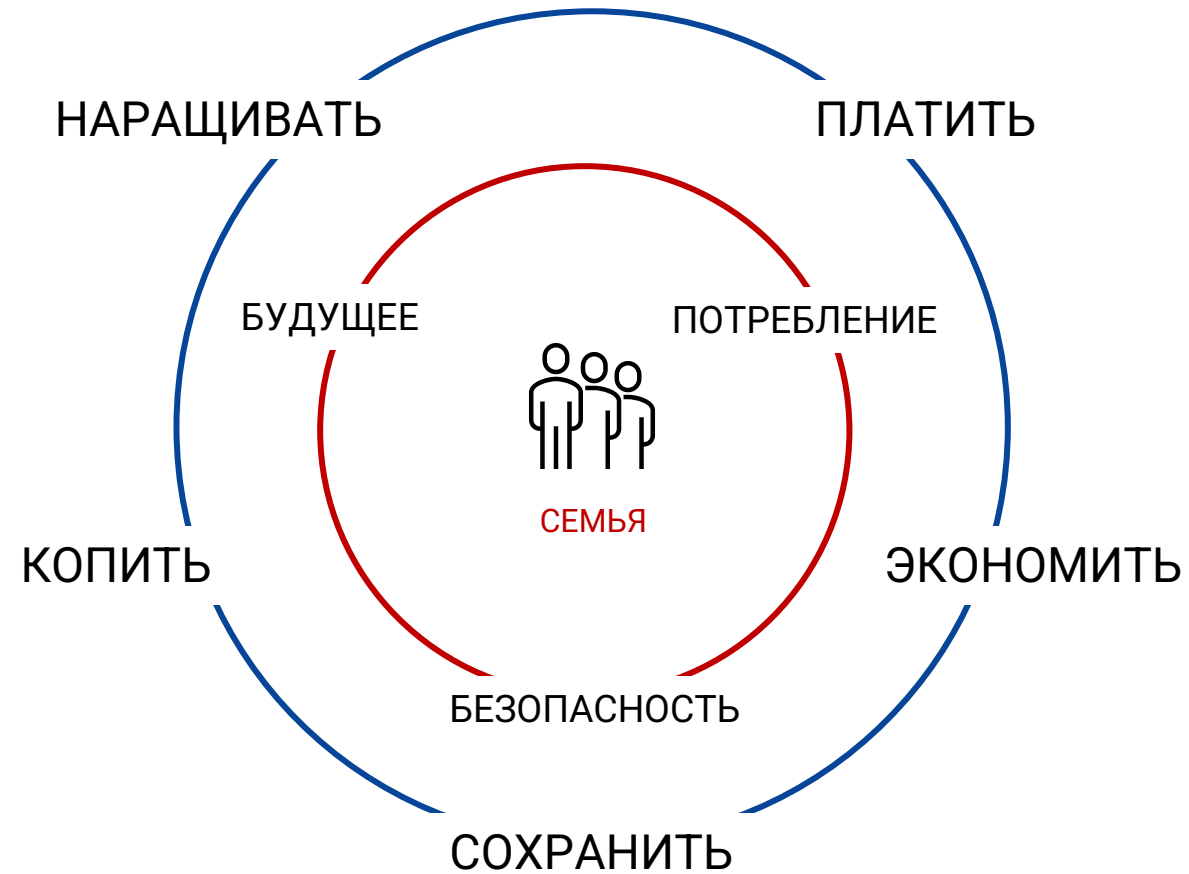 НАРАЩИВАТЬ
ПЛАТИТЬ
БУДУЩЕЕ
ПОТРЕБЛЕНИЕ
СЕМЬЯ
КОПИТЬ
ЭКОНОМИТЬ
БЕЗОПАСНОСТЬ
СОХРАНИТЬ